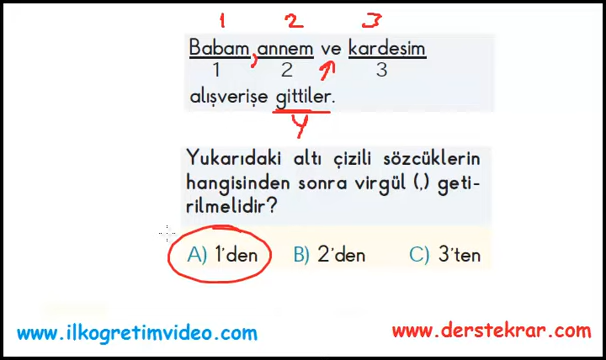 1 2 3
Babam , annem ve kardesim
1 2 3
alışverişe gittiler.
Y
Yukarıdaki altı çizili sözcüklerin
hangisinden sonra virgül (,) geti-
rilmelidir?
A) 1'den B) 2'den C) 3'ten
www.ilkogretimvideo.com www.derstekrar.com